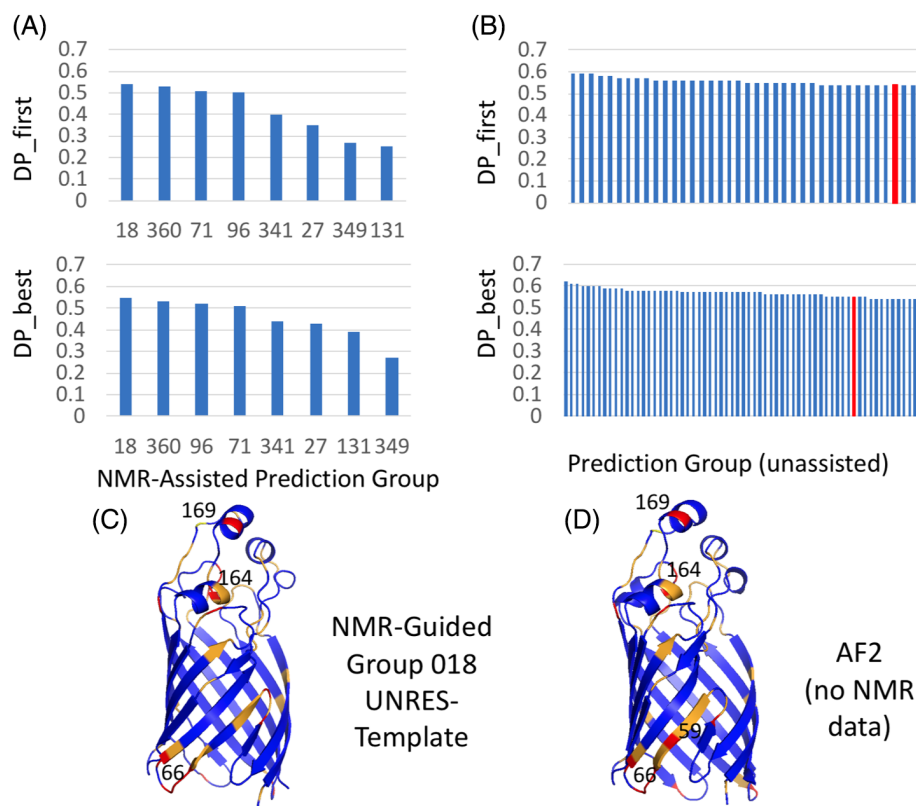 (A)
DP_first
0.7
0.6
0.5
0.4
0.3
0.2
0.1
0
18 360 71 96 341 27 349 131
DP_best
0.7
0.6
0.5
0.4
0.3
0.2
0.1
0
18 360 96 71 341 27 131 349
NMR-Assisted Prediction Group
(B)
DP_first
0.7
0.6
0.5
0.4
0.3
0.2
0.1
0
DP_best
0.7
0.6
0.5
0.4
0.3
0.2
0.1
0
Prediction Group (unassisted)
(C)
169
164
66
NMR-Guided
Group 018
UNRES-
Template
(D)
169
164
59
66
AF2
(no NMR
data)